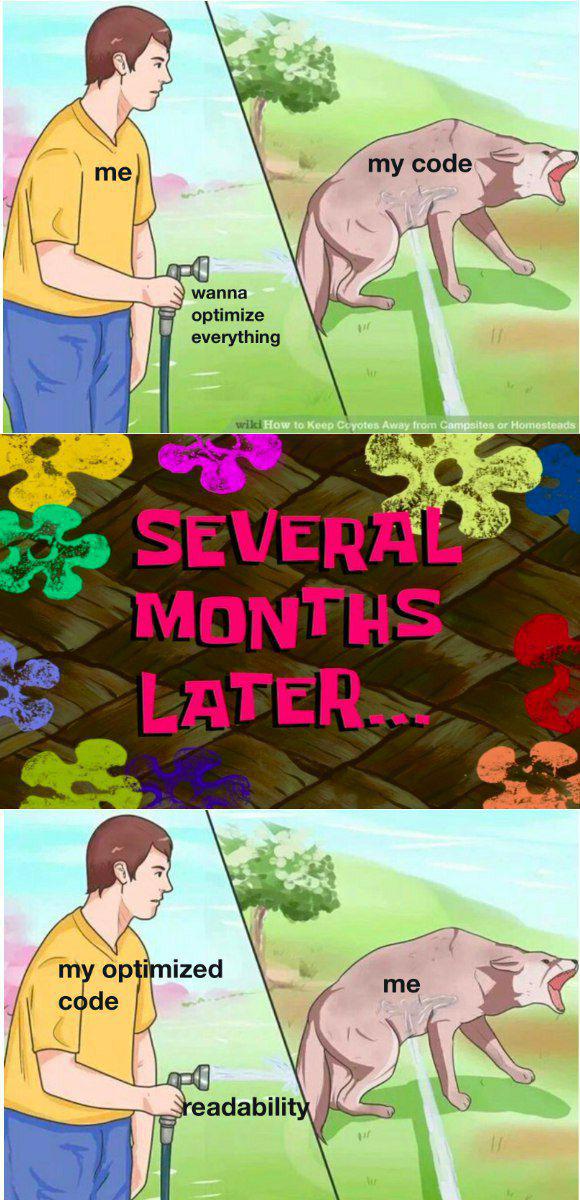 me
my code
wanna
optimize
everything
wikiHow to Keep Coyotes Away from Campsites or Homesteads
SEVERAL
MONTHS
LATER...
my optimized
code
me
readability